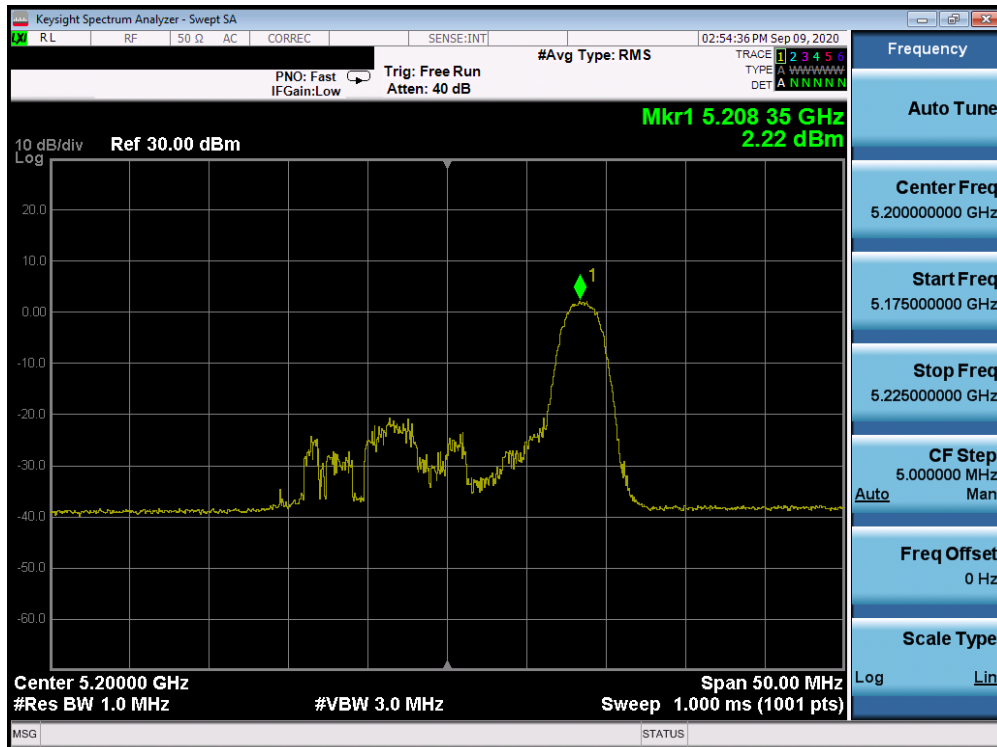 Keysight Spectrum Analyzer - Swept SA
LXI RL RF 50 Ω AC CORREC SENSE:INT 02:54:36 PM Sep 09, 2020
PNO: Fast
IFGain:Low
Trig: Free Run
Atten: 40 dB
#Avg Type: RMS
TRACE 1 2 3 4 5 6
TYPE A WWWWW
DET A N N N N N
Mkr1 5.208 35 GHz
2.22 dBm
10 dB/div Ref 30.00 dBm
Log
1
20.0
10.0
0.00
-10.0
-20.0
-30.0
-40.0
-50.0
-60.0
Center 5.20000 GHz Span 50.00 MHz
#Res BW 1.0 MHz #VBW 3.0 MHz Sweep 1.000 ms (1001 pts)
MSG STATUS
Frequency
Auto Tune
Center Freq
5.200000000 GHz
Start Freq
5.175000000 GHz
Stop Freq
5.225000000 GHz
CF Step
5.000000 MHz
Auto Man
Freq Offset
0 Hz
Scale Type
Log Lin